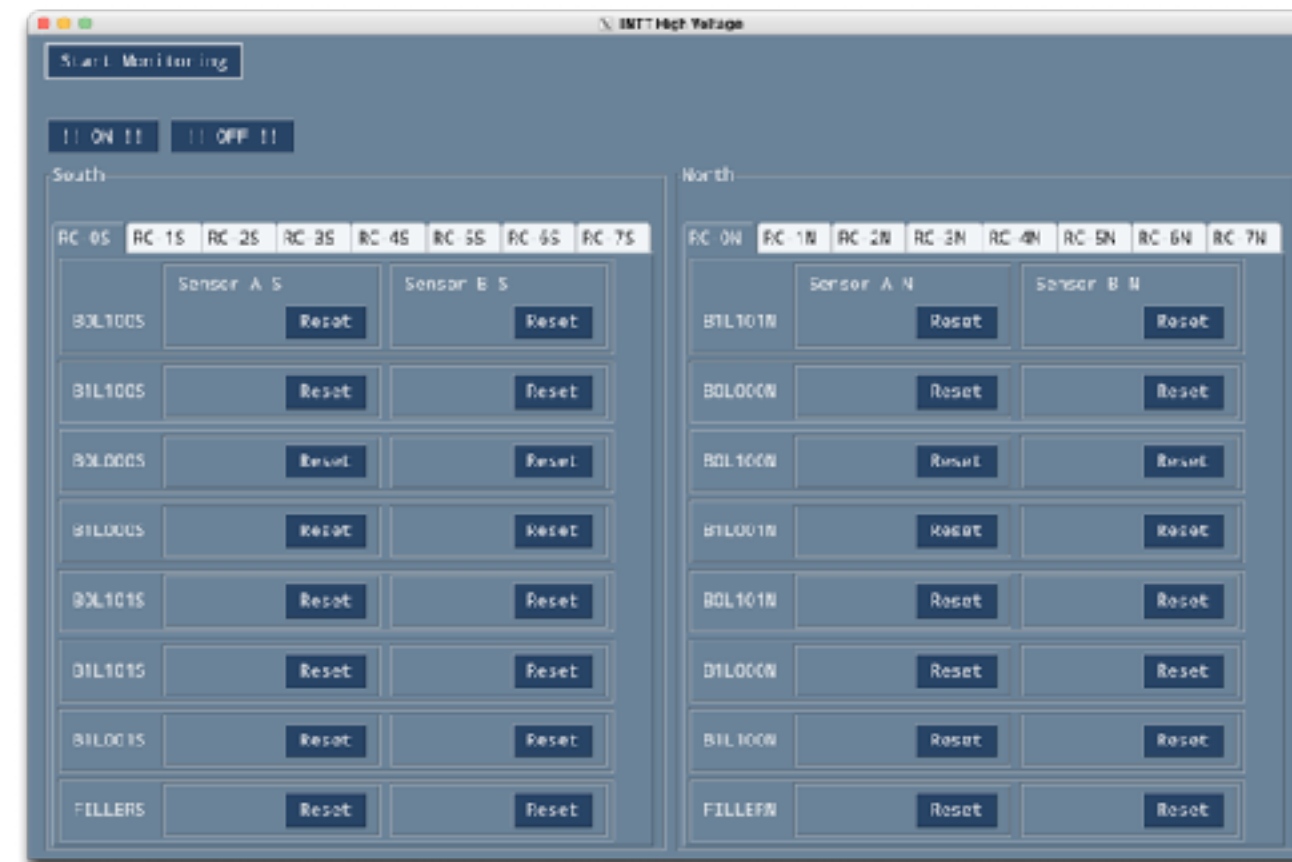 INTT High Voltage
Start Monitoring
!! ON !! !! OFF !!
South
RC-0S RC-1S RC-2S RC-3S RC-4S RC-5S RC-6S RC-7S
Sensor A S Sensor B S
B0L100S Reset Reset
B1L100S Reset Reset
B0L000S Reset Reset
B1L000S Reset Reset
B0L101S Reset Reset
B1L101S Reset Reset
B1L001S Reset Reset
FILLERS Reset Reset
North
RC-0N RC-1N RC-2N RC-3N RC-4N RC-5N RC-6N RC-7N
Sensor A N Sensor B N
B1L101N Reset Reset
B0L000N Reset Reset
B0L100N Reset Reset
B1L001N Reset Reset
B0L101N Reset Reset
B1L000N Reset Reset
B1L100N Reset Reset
FILLERN Reset Reset